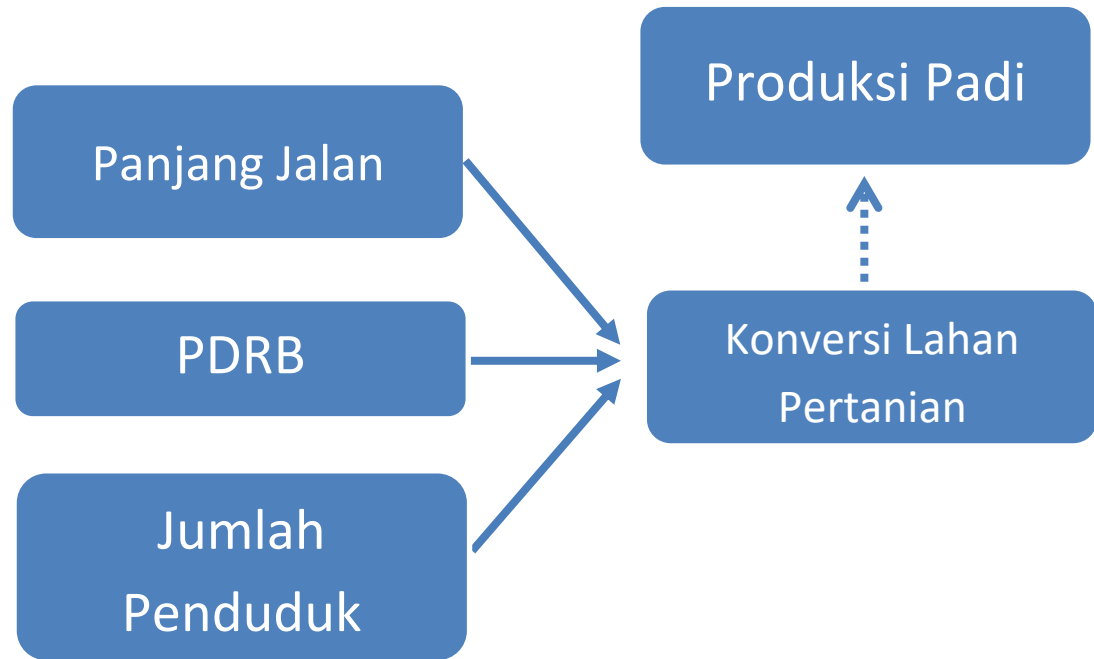 Produksi Padi
Panjang Jalan
PDRB
Konversi Lahan
Pertanian
Jumlah
Penduduk